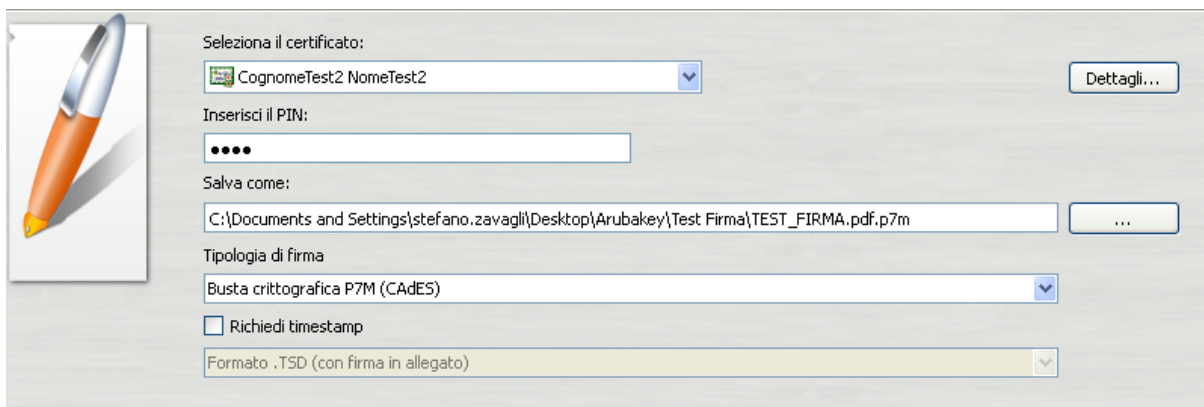 Seleziona il certificato:
CognomeTest2 NomeTest2
Dettagli...
Inserisci il PIN:
••••
Salva come:
C:\Documents and Settings\stefano.zavagli\Desktop\Arubakey\Test Firma\TEST_FIRMA.pdf.p7m
...
Tipologia di firma
Busta crittografica P7M (CAdES)
Richiedi timestamp
Formato .TSD (con firma in allegato)